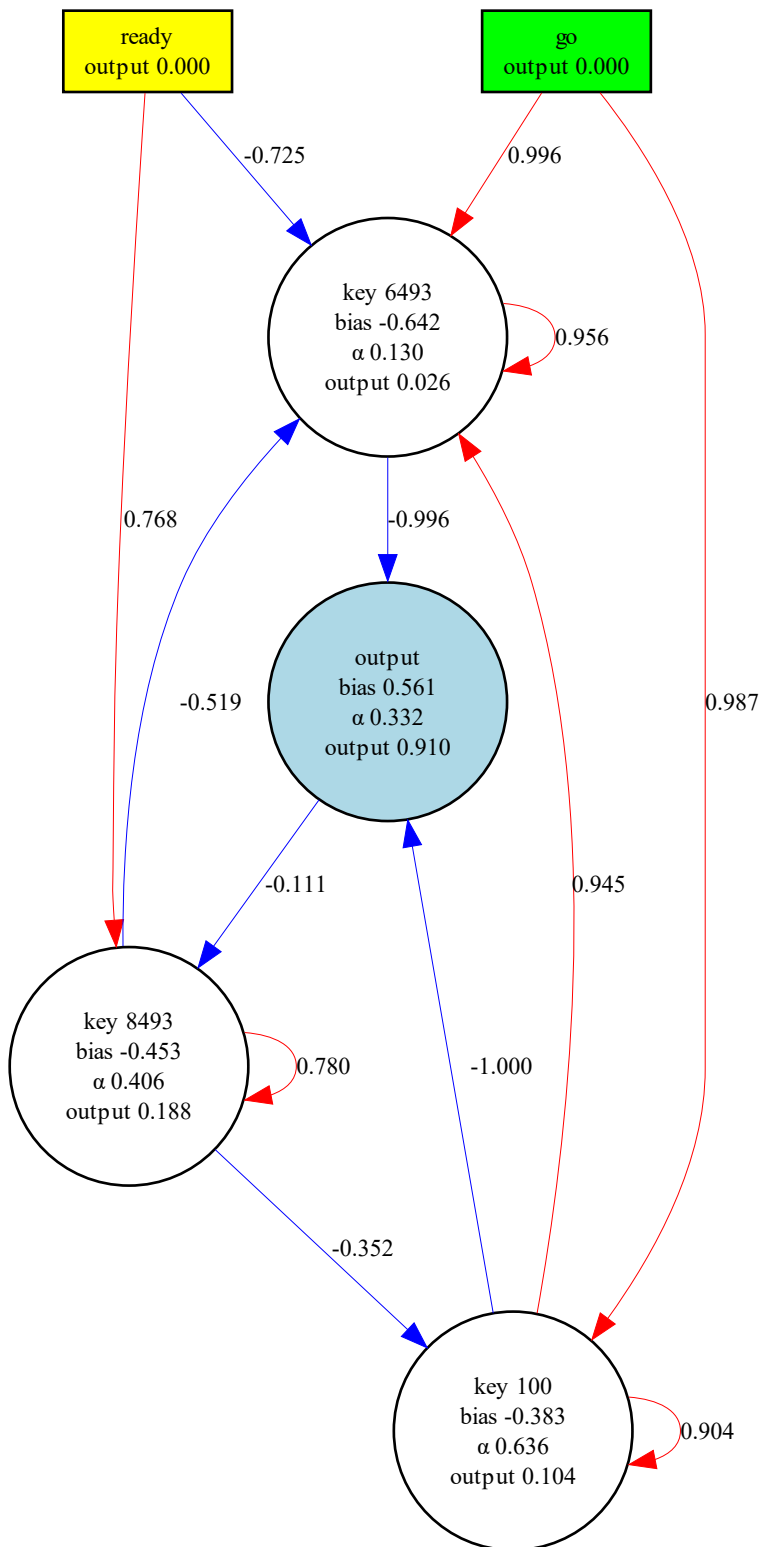 ready
output 0.000
go
output 0.000
-0.725
0.996
key 6493
bias -0.642
α 0.130
output 0.026
0.956
0.768
-0.996
-0.519
output
bias 0.561
α 0.332
output 0.910
0.987
-0.111
0.945
key 8493
bias -0.453
α 0.406
output 0.188
0.780
-1.000
-0.352
key 100
bias -0.383
α 0.636
output 0.104
0.904